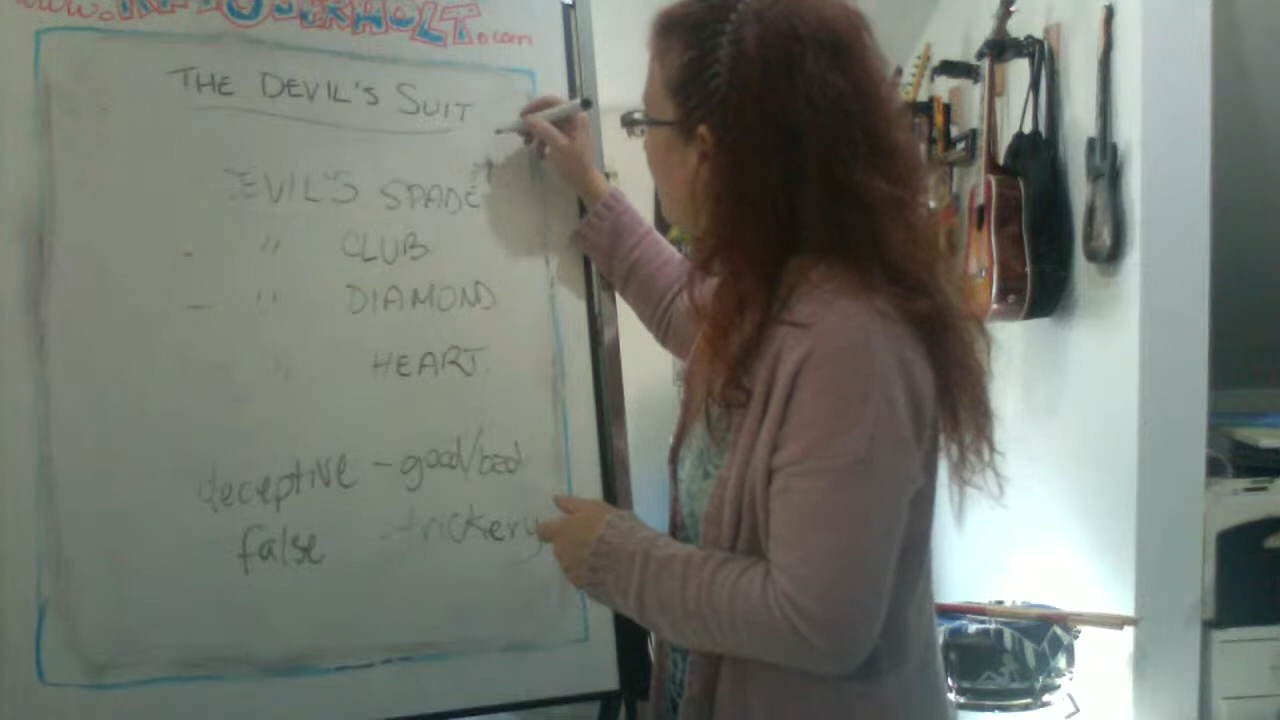 THE DEVIL'S SUIT
EVIL'S SPADE
- " CLUB
- " DIAMOND
" HEART
deceptive - good/bad
false - trickery